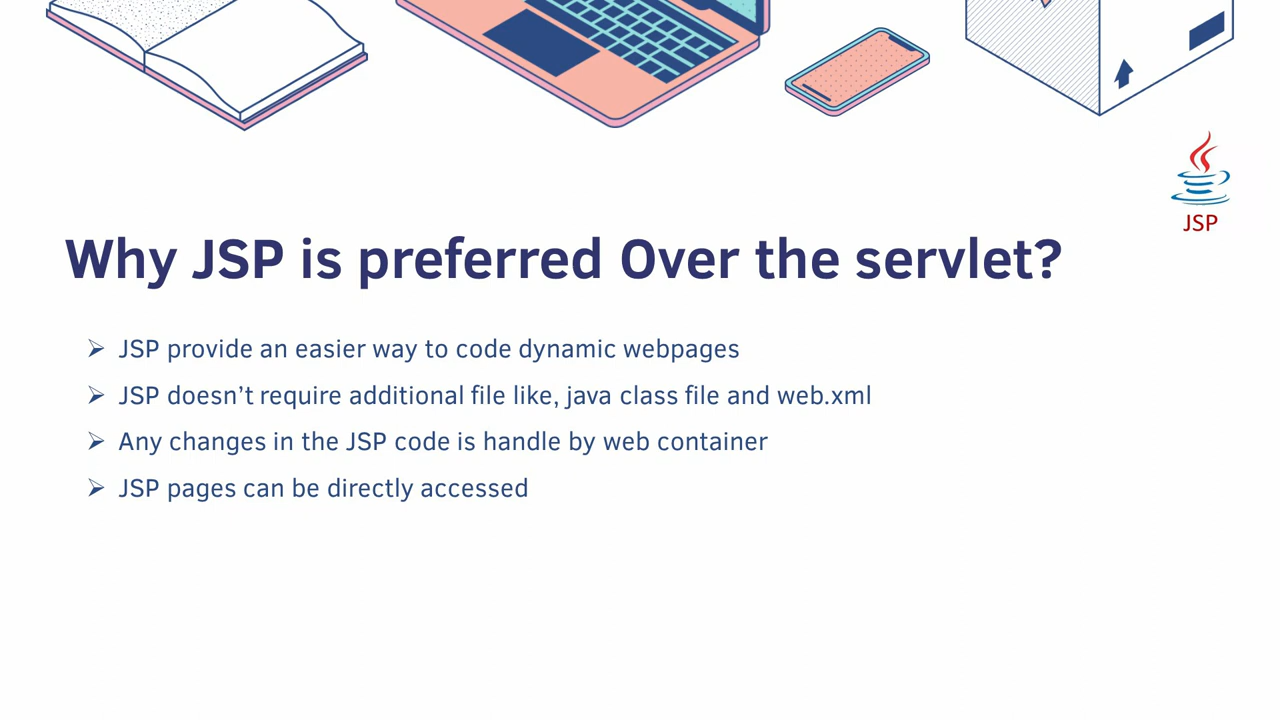 JSP
Why JSP is preferred Over the servlet?
➢ JSP provide an easier way to code dynamic webpages
➢ JSP doesn’t require additional file like, java class file and web.xml
➢ Any changes in the JSP code is handle by web container
➢ JSP pages can be directly accessed